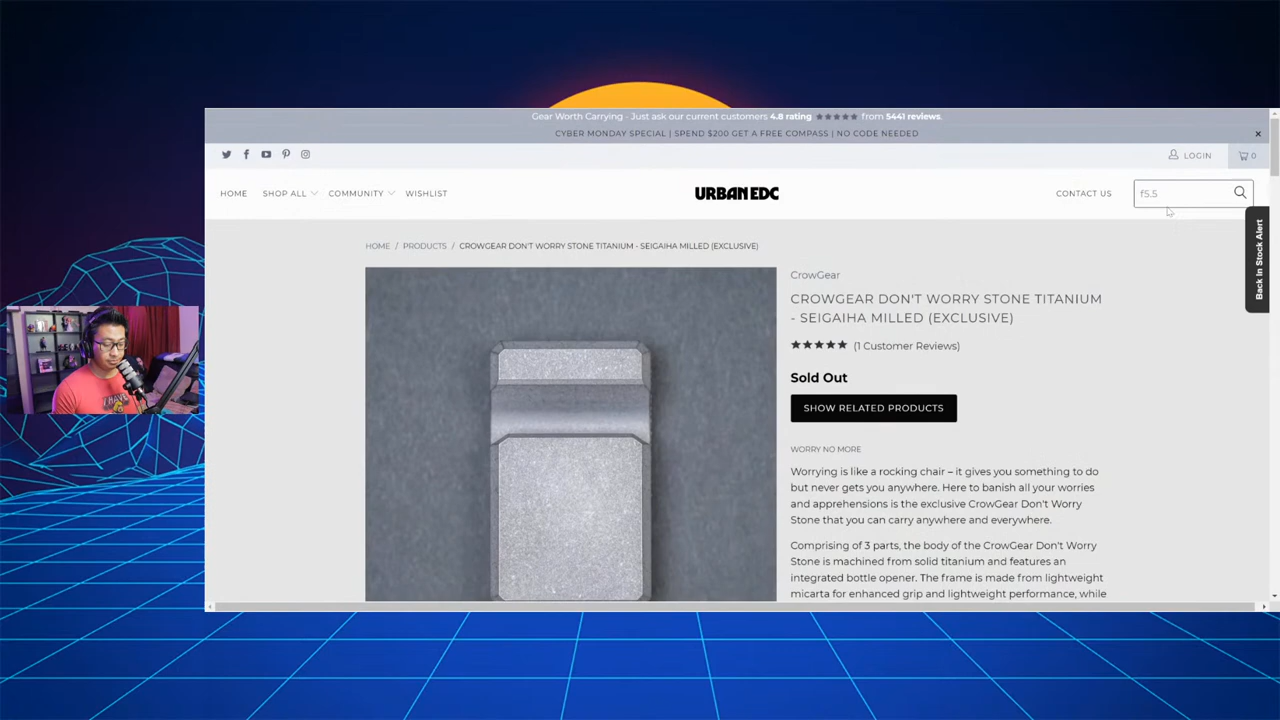 Gear Worth Carrying - Just ask our current customers 4.8 rating ★★★★★ from 5441 reviews.
CYBER MONDAY SPECIAL | SPEND $200 GET A FREE COMPASS | NO CODE NEEDED
LOGIN 0
HOME SHOP ALL COMMUNITY WISHLIST URBAN EDC CONTACT US f5.5
Back In Stock Alert
HOME / PRODUCTS / CROWGEAR DON'T WORRY STONE TITANIUM - SEIGAIHA MILLED (EXCLUSIVE)
CrowGear
CROWGEAR DON'T WORRY STONE TITANIUM
- SEIGAIHA MILLED (EXCLUSIVE)
★★★★★ (1 Customer Reviews)
Sold Out
SHOW RELATED PRODUCTS
WORRY NO MORE
Worrying is like a rocking chair – it gives you something to do
but never gets you anywhere. Here to banish all your worries
and apprehensions is the exclusive CrowGear Don't Worry
Stone that you can carry anywhere and everywhere.
Comprising of 3 parts, the body of the CrowGear Don't Worry
Stone is machined from solid titanium and features an
integrated bottle opener. The frame is made from lightweight
micarta for enhanced grip and lightweight performance, while